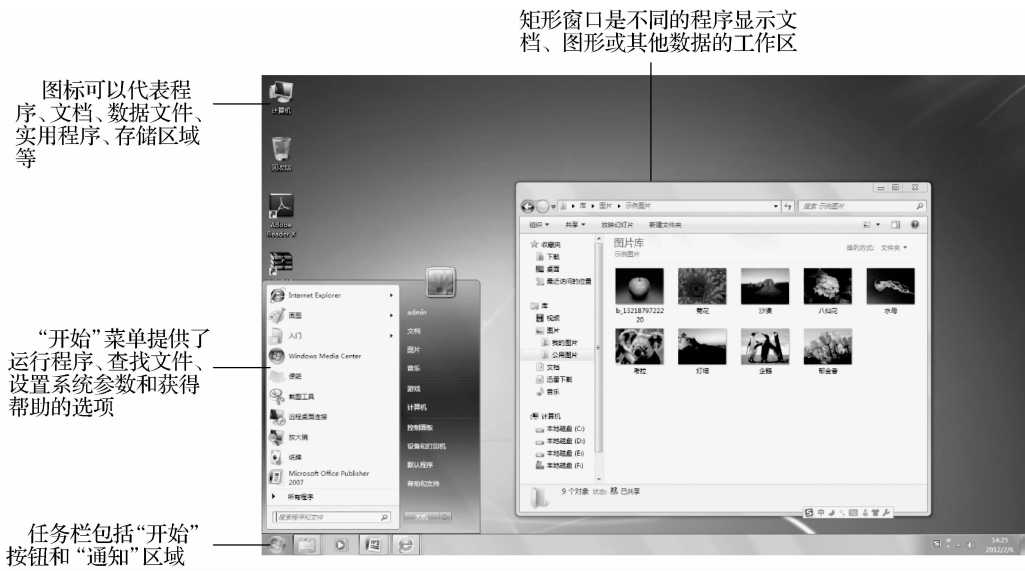 矩形窗口是不同的程序显示文
档、图形或其他数据的工作区
图标可以代表程
序、文档、数据文件、
实用程序、存储区域
等
“开始”菜单提供了
运行程序、查找文件、
设置系统参数和获得
帮助的选项
任务栏包括“开始”
按钮和“通知”区域
计算机
回收站
Adobe
Reader X
Internet Explorer
画图
入门
Windows Media Center
便笺
截图工具
远程桌面连接
放大镜
纸牌
Microsoft Office Publisher
2007
所有程序
搜索程序和文件
admin
文档
图片
音乐
游戏
计算机
控制面板
设备和打印机
默认程序
帮助和支持
关机
库 图片 示例图片
搜索 示例图片
组织 共享 放映幻灯片 新建文件夹
收藏夹
下载
桌面
最近访问的位置
库
视频
图片
我的图片
公用图片
文档
迅雷下载
音乐
计算机
本地磁盘 (C:)
本地磁盘 (D:)
本地磁盘 (E:)
本地磁盘 (F:)
图片库
示例图片
排列方式: 文件夹
b_13218797222
20
菊花
沙漠
八仙花
水母
考拉
灯塔
企鹅
郁金香
9 个对象 状态: 已共享
中
14:25
2012/2/6